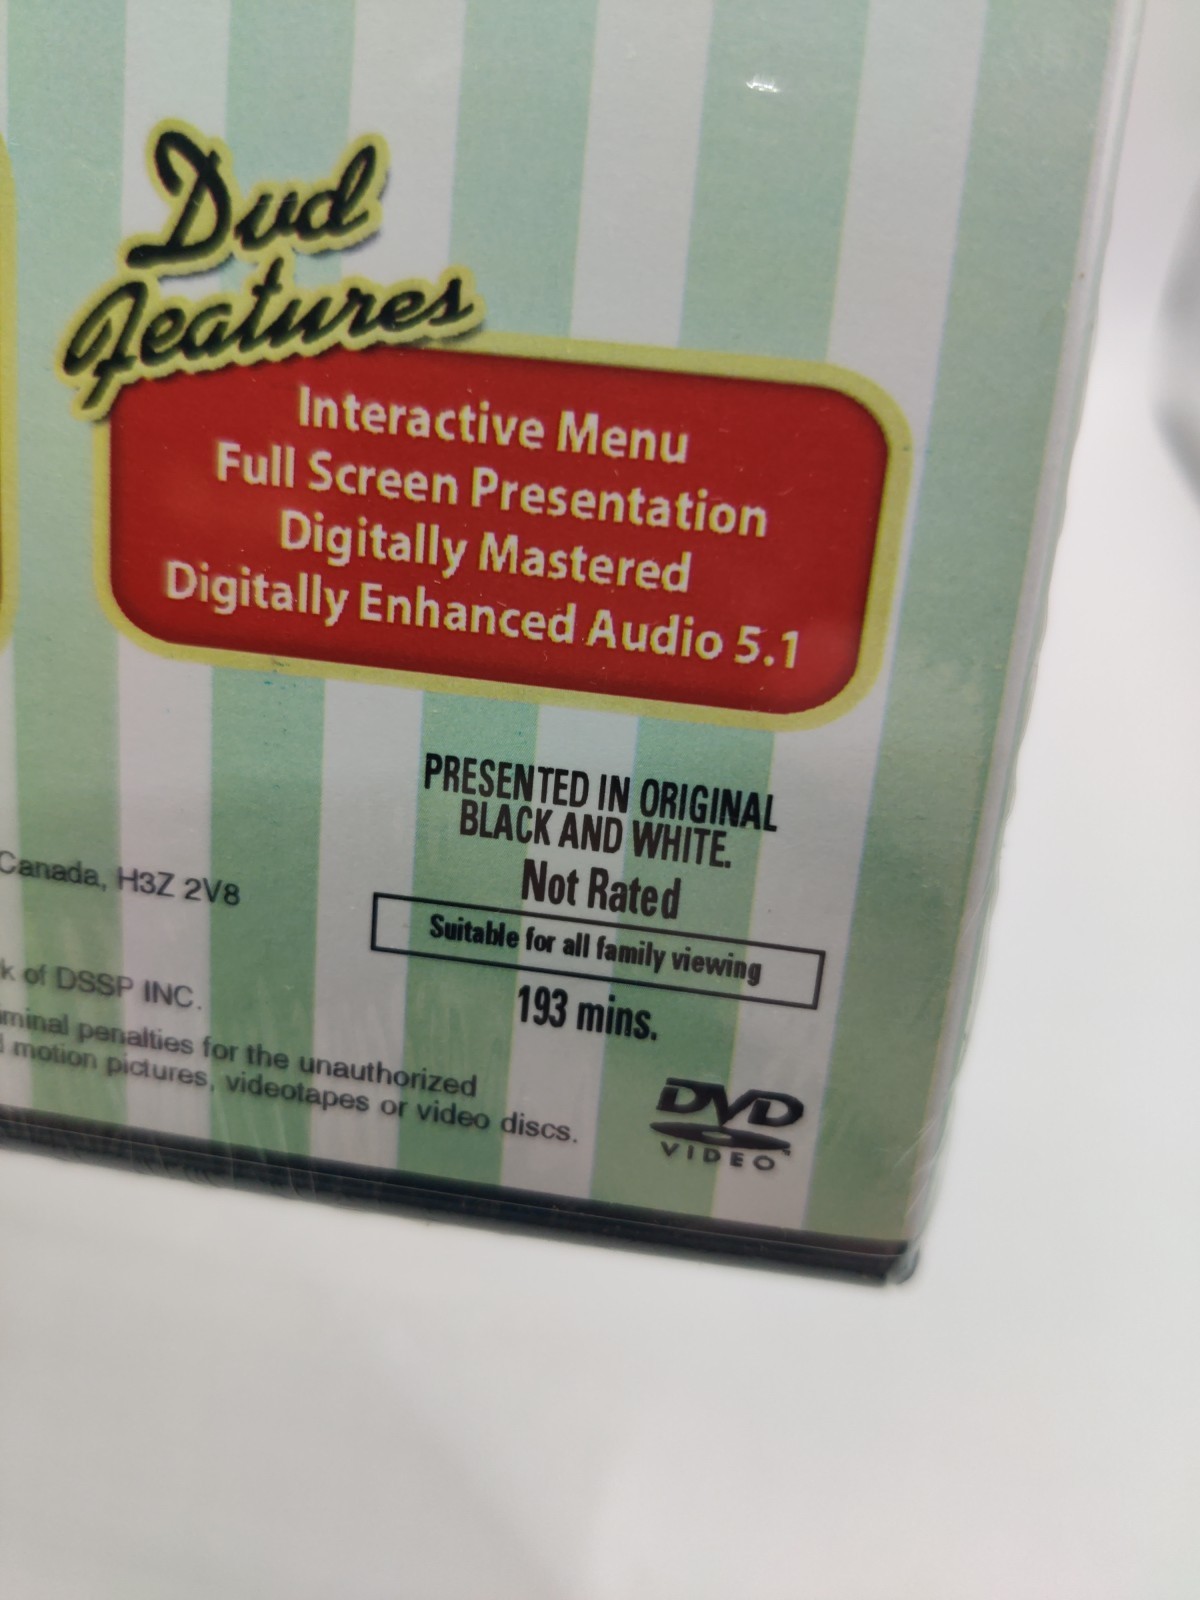 Dvd
Features
Interactive Menu
Full Screen Presentation
Digitally Mastered
Digitally Enhanced Audio 5.1
PRESENTED IN ORIGINAL
BLACK AND WHITE.
Not Rated
Suitable for all family viewing
193 mins.
Canada, H3Z 2V8
of DSSP INC.
penalties for the unauthorized
motion pictures, videotapes or video discs.
DVD
VIDEO